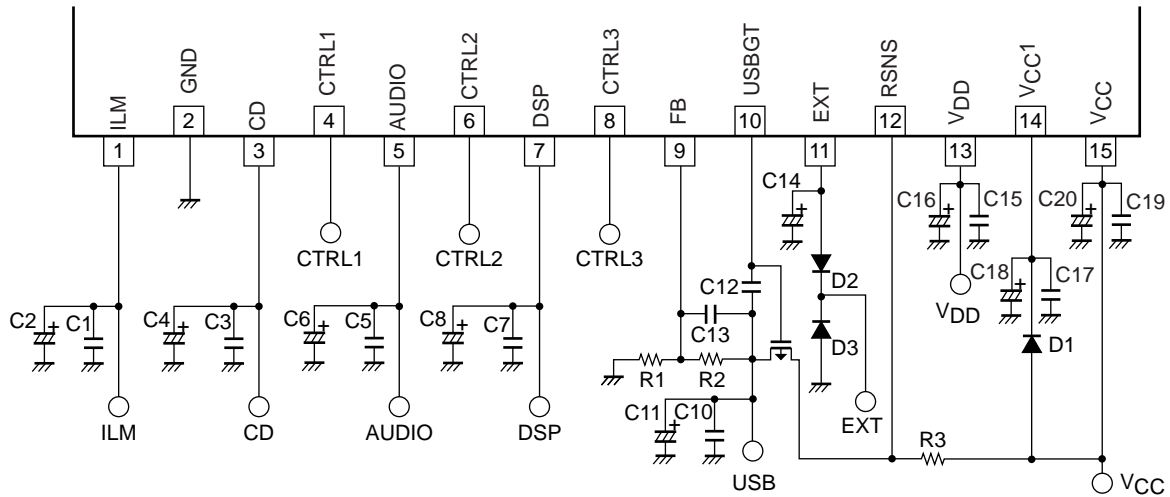 ILM
GND
CD
CTRL1
AUDIO
CTRL2
DSP
CTRL3
FB
USBGT
EXT
RSNS
VDD
VCC1
VCC
1
2
3
4
5
6
7
8
9
10
11
12
13
14
15
C14
C16
C15
C20
C19
CTRL1
CTRL2
CTRL3
C12
D2
C18
C17
VDD
C2
C1
C4
C3
C6
C5
C8
C7
C13
D3
D1
R1
R2
C11
C10
ILM
CD
AUDIO
DSP
EXT
R3
USB
VCC